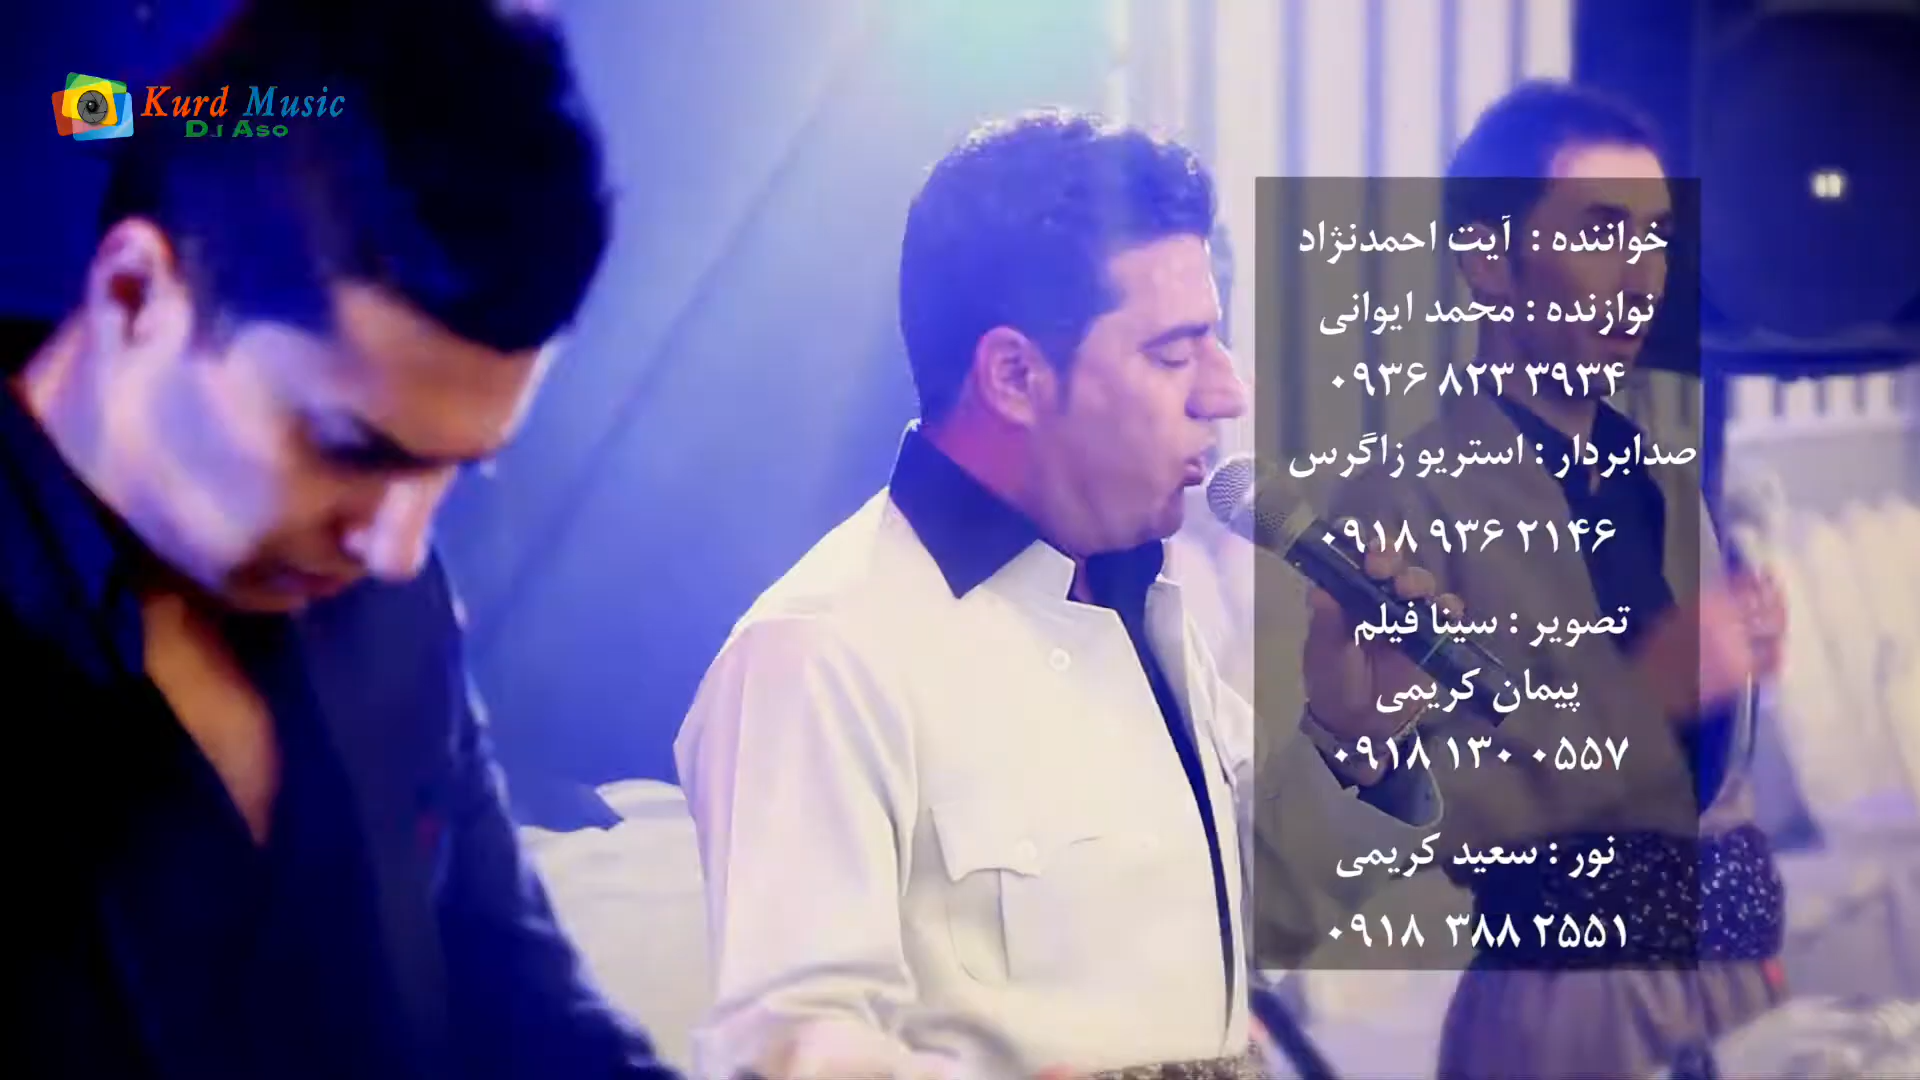 Kurd Music
DJ Aso
خواننده : آیت احمدنژاد
نوازنده : محمد ایوانی
۰۹۳۶ ۸۲۳ ۳۹۳۴
صدابردار : استریو زاگرس
۰۹۱۸ ۹۳۶ ۲۱۴۶
تصویر : سینا فیلم
پیمان کریمی
۰۹۱۸ ۱۳۰ ۰۵۵۷
نور : سعید کریمی
۰۹۱۸ ۳۸۸ ۲۵۵۱